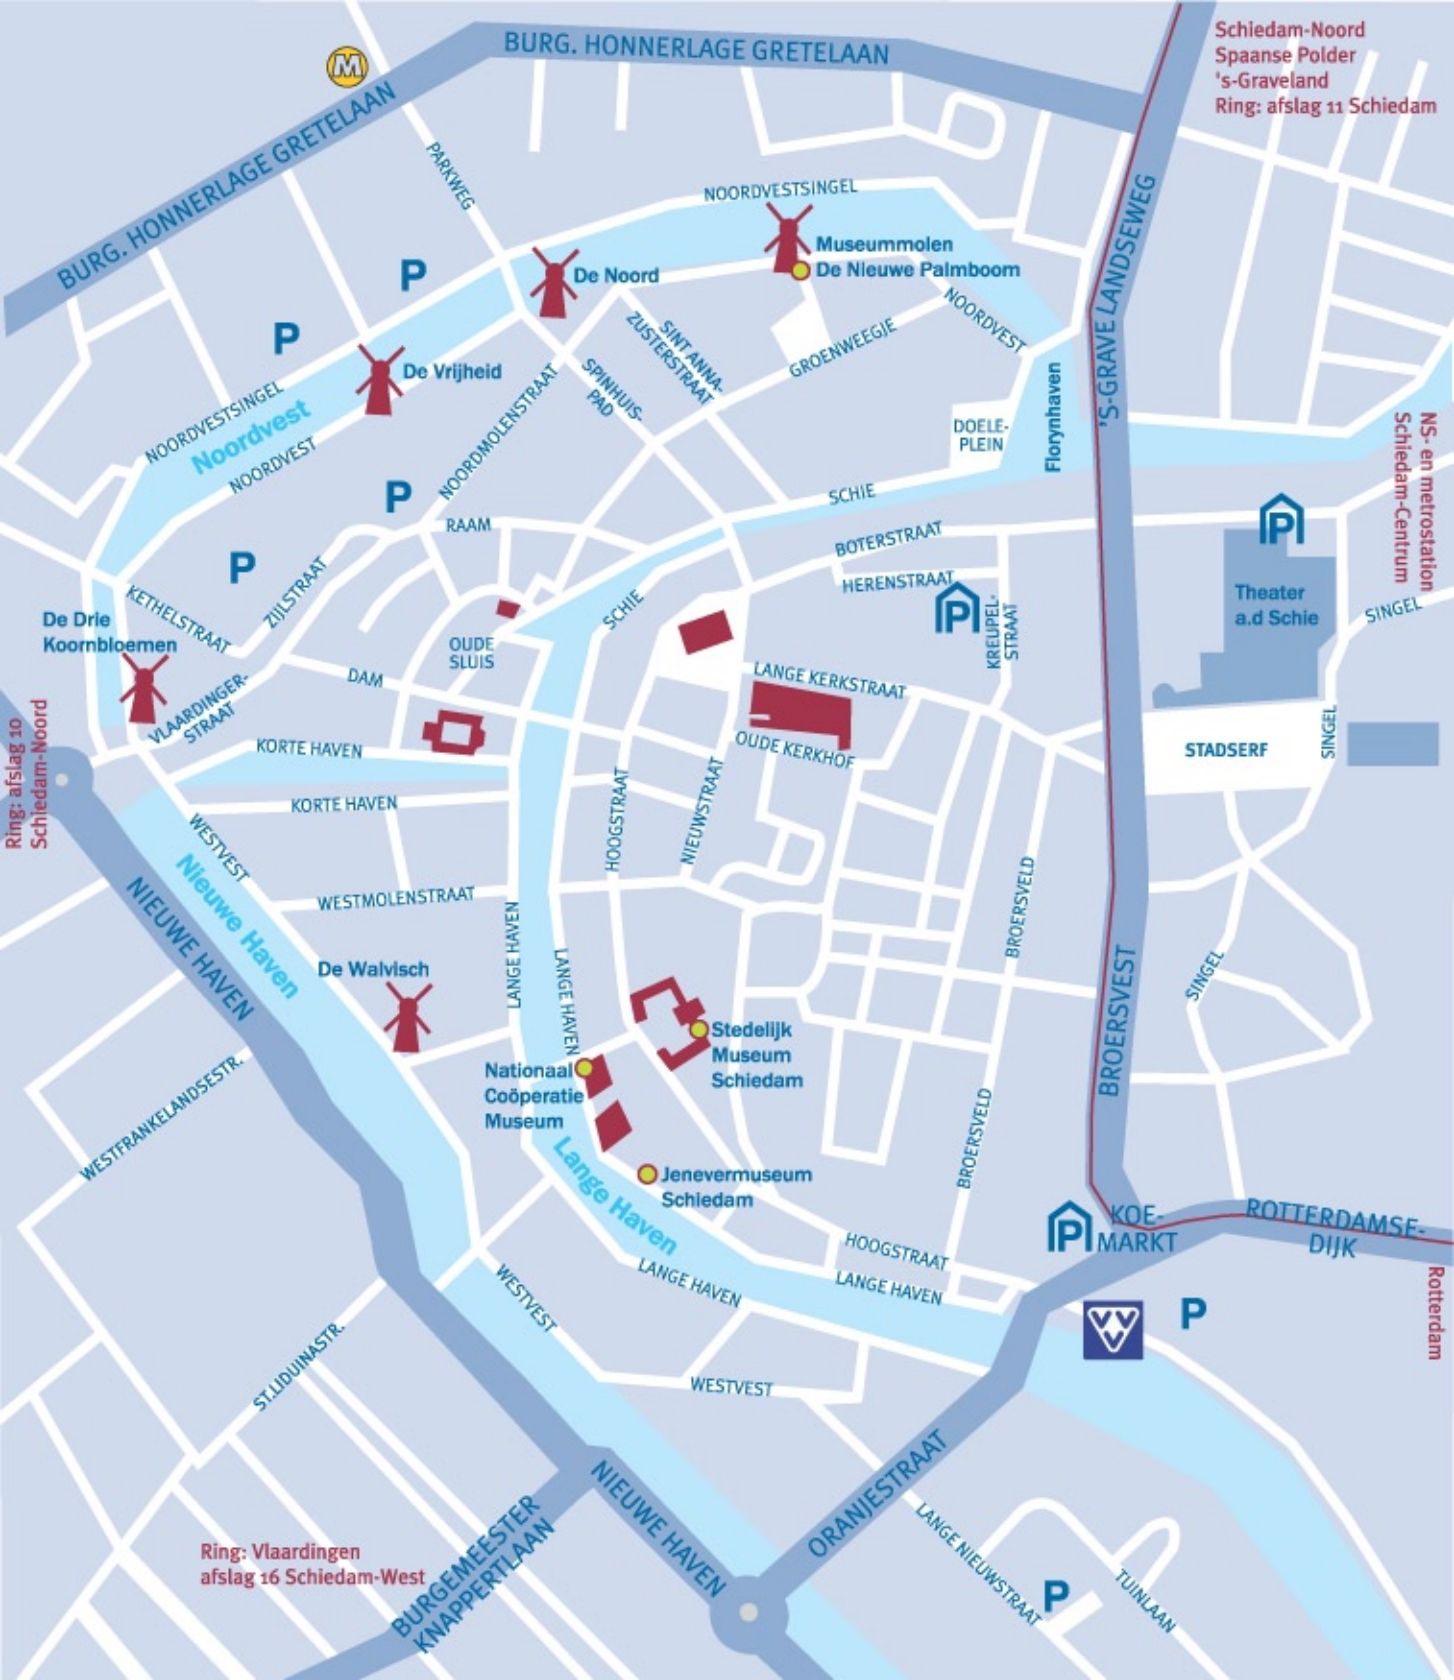 Schiedam-Noord
Spaanse Polder
's-Graveland
Ring: afslag 11 Schiedam
BURG. HONNERLAGE GRETELAAN
M
BURG. HONNERLAGE GRETELAAN
PARKWEG
NOORDVESTSINGEL
'S-GRAVE LANDSEWEG
Museummolen
De Nieuwe Palmboom
P
De Noord
NOORDVEST
P
SINT ANNA-
ZUSTERSTRAAT
GROENWEEGJE
De Vrijheid
SPINHUIS-
PAD
NOORDVESTSINGEL
Noordvest
NOORDVEST
NOORDMOLENSTRAAT
DOELE-
PLEIN
Florynhaven
NS- en metrostation
Schiedam-Centrum
P
SCHIE
RAAM
BOTERSTRAAT
P
P
HERENSTRAAT
P
KREUPEL-
STRAAT
Theater
a.d Schie
SINGEL
KETHELSTRAAT
ZIJLSTRAAT
SCHIE
De Drie
Koornbloemen
OUDE
SLUIS
DAM
LANGE KERKSTRAAT
VLAARDINGER-
STRAAT
OUDE KERKHOF
STADSERF
SINGEL
Ring: afslag 10
Schiedam-Noord
KORTE HAVEN
KORTE HAVEN
HOOGSTRAAT
NIEUWSTRAAT
WESTVEST
Nieuwe Haven
NIEUWE HAVEN
WESTMOLENSTRAAT
LANGE HAVEN
LANGE HAVEN
BROERSVELD
BROERSVEST
SINGEL
De Walvisch
Stedelijk
Museum
Schiedam
Nationaal
Coöperatie
Museum
WESTFRANKELANDSESTR.
Lange Haven
Jenevermuseum
Schiedam
BROERSVELD
P
KOE-
MARKT
ROTTERDAMSE-
DIJK
HOOGSTRAAT
LANGE HAVEN
LANGE HAVEN
WESTVEST
VVV
P
Rotterdam
ST.LIDUINASTR.
WESTVEST
ORANJESTRAAT
NIEUWE HAVEN
BURGEMEESTER
KNAPPERTLAAN
Ring: Vlaardingen
afslag 16 Schiedam-West
LANGE NIEUWSTRAAT
P
TUINLAAN